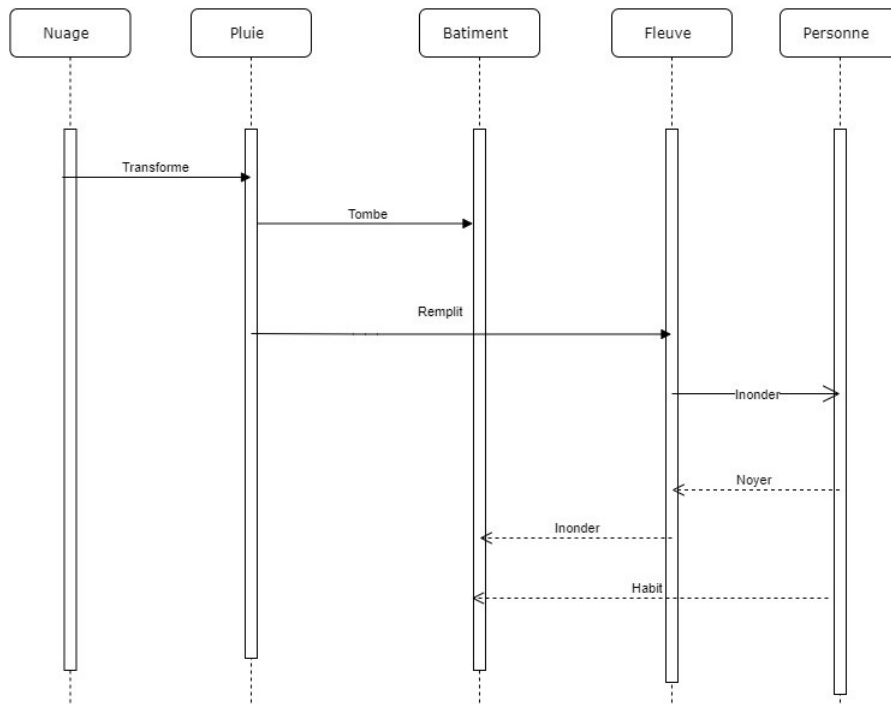 Nuage
Pluie
Batiment
Fleuve
Personne
Transforme
Tombe
Remplit
Inonder
Noyer
Inonder
Habit